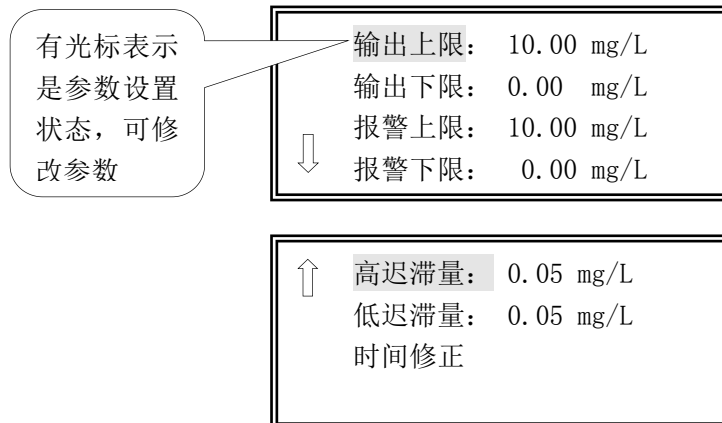 有光标表示
是参数设置
状态，可修
改参数
输出上限： 10.00 mg/L
输出下限： 0.00 mg/L
报警上限： 10.00 mg/L
报警下限： 0.00 mg/L
高迟滞量： 0.05 mg/L
低迟滞量： 0.05 mg/L
时间修正